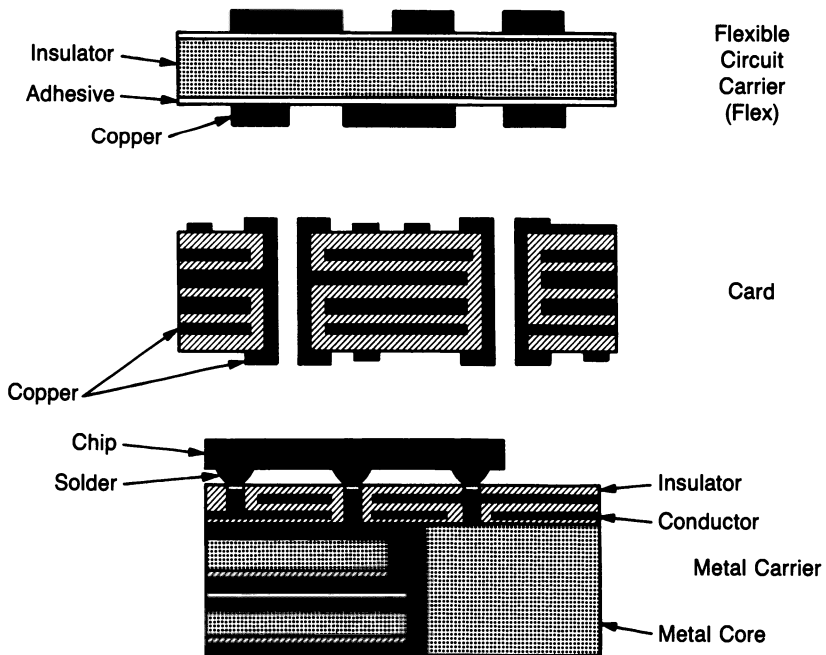 Insulator
Adhesive
Copper
Flexible
Circuit
Carrier
(Flex)
Card
Copper
Chip
Solder
Insulator
Conductor
Metal Carrier
Metal Core